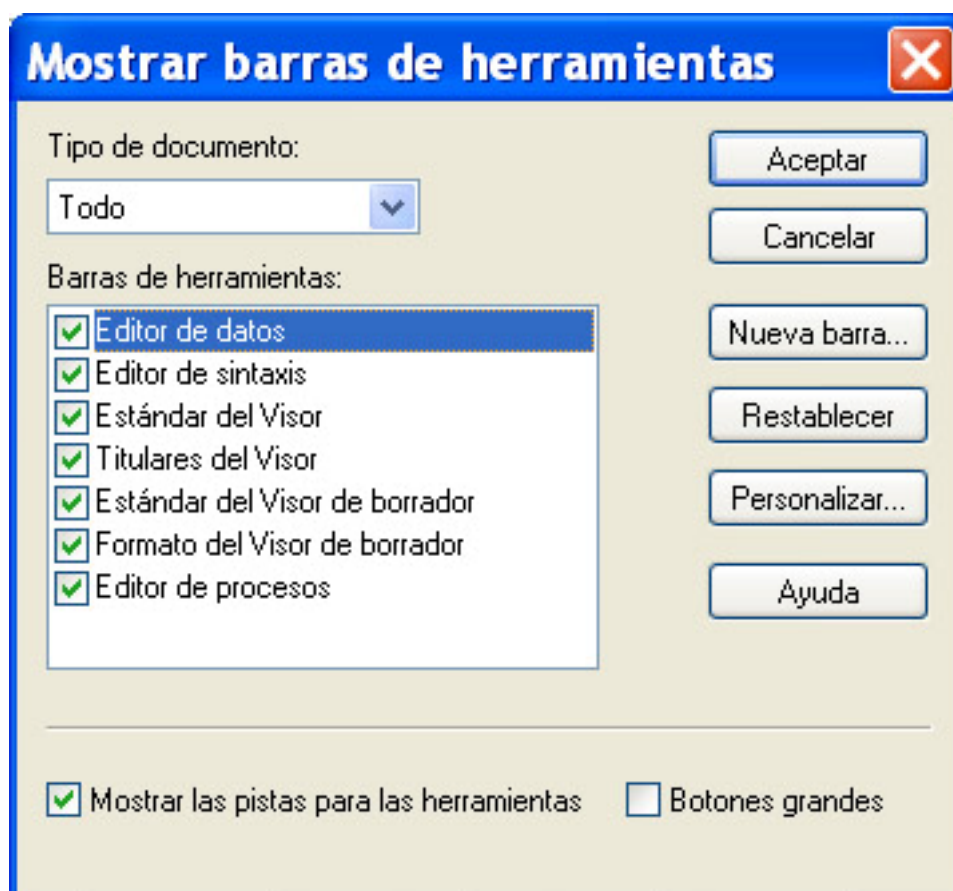 Mostrar barras de herramientas
Tipo de documento:
Todo
Aceptar
Cancelar
Barras de herramientas:
Editor de datos
Editor de sintaxis
Estándar del Visor
Titulares del Visor
Estándar del Visor de borrador
Formato del Visor de borrador
Editor de procesos
Nueva barra...
Restablecer
Personalizar...
Ayuda
Mostrar las pistas para las herramientas
Botones grandes